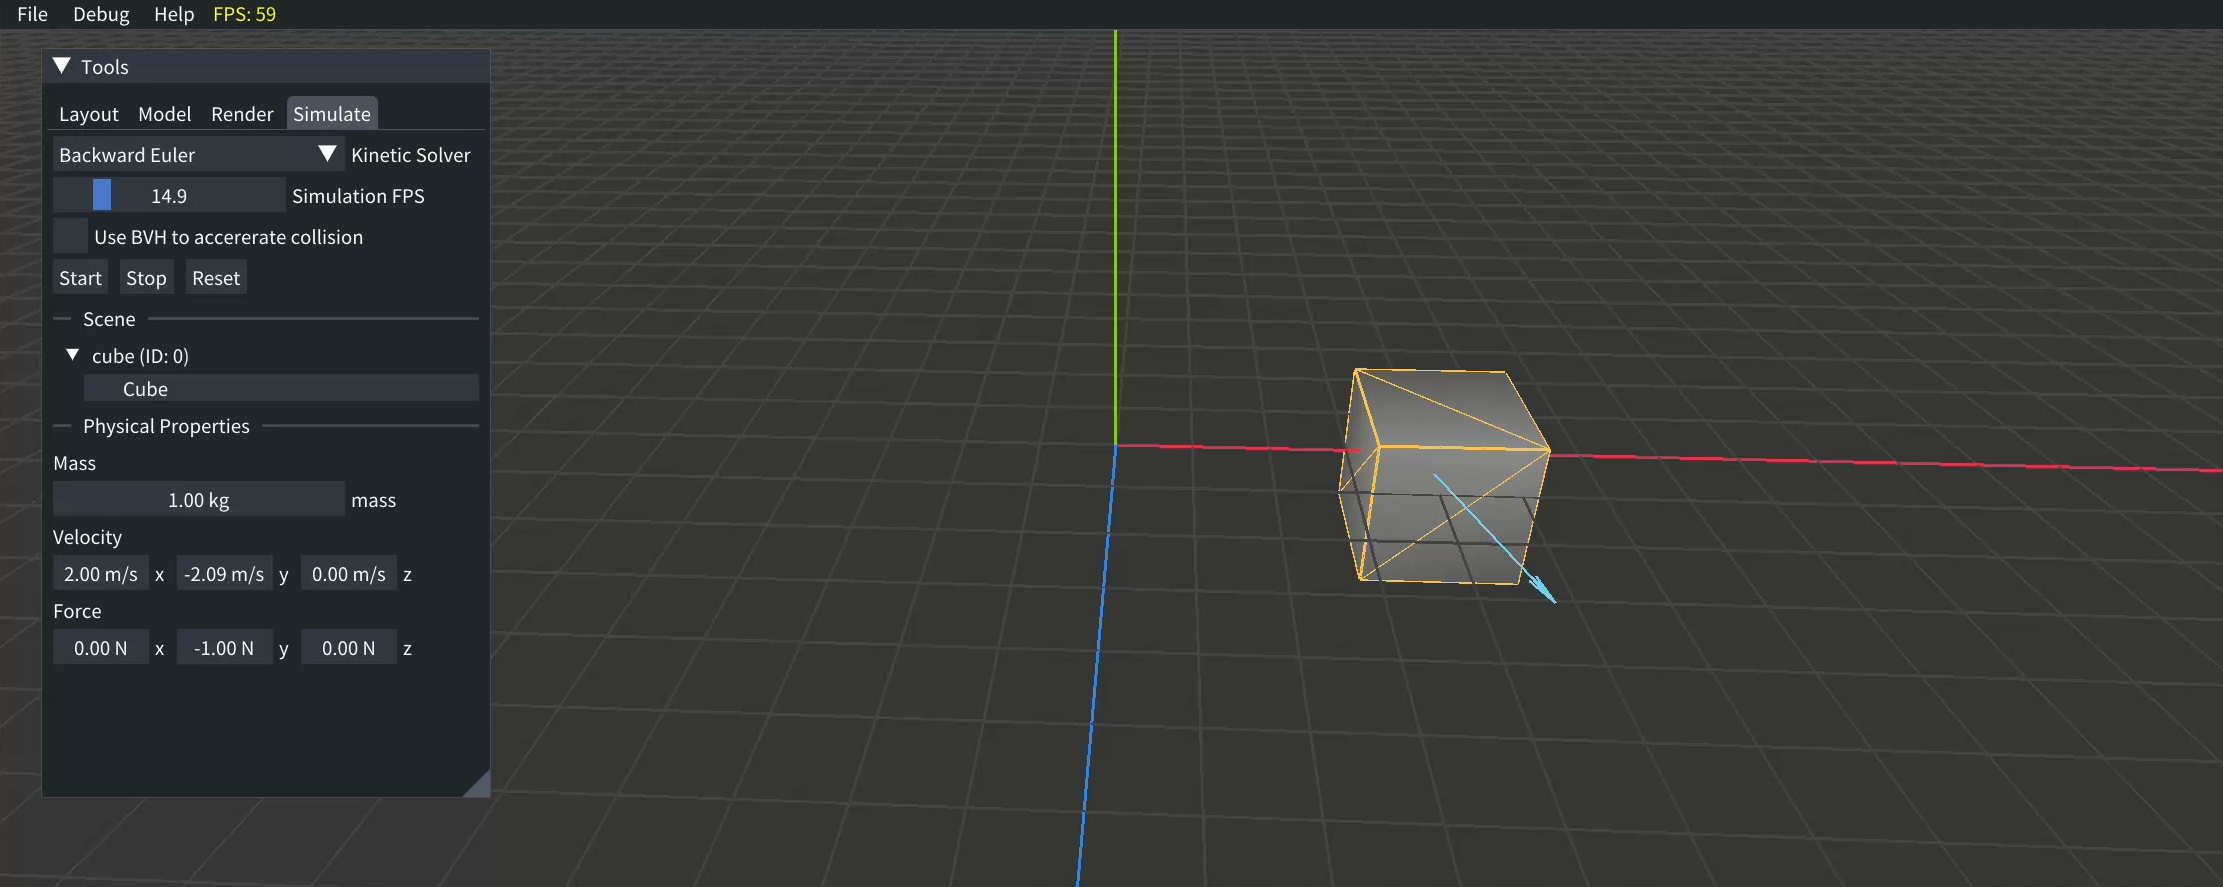 File Debug Help FPS: 59
Tools
Layout Model Render Simulate
Backward Euler Kinetic Solver
14.9 Simulation FPS
Use BVH to accererate collision
Start Stop Reset
Scene
cube (ID: 0)
Cube
Physical Properties
Mass
1.00 kg mass
Velocity
2.00 m/s x -2.09 m/s y 0.00 m/s z
Force
0.00 N x -1.00 N y 0.00 N z